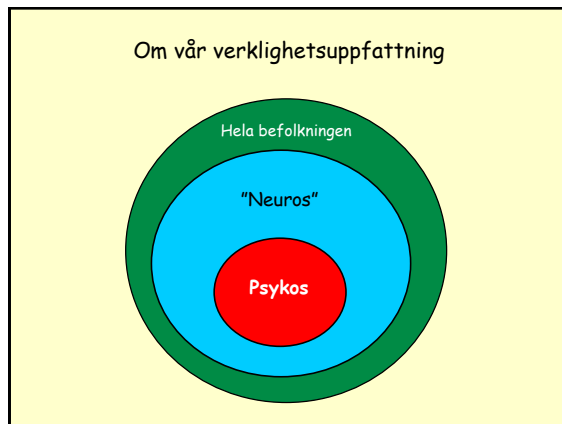 Om vår verklighetsuppfattning
Hela befolkningen
”Neuros”
Psykos